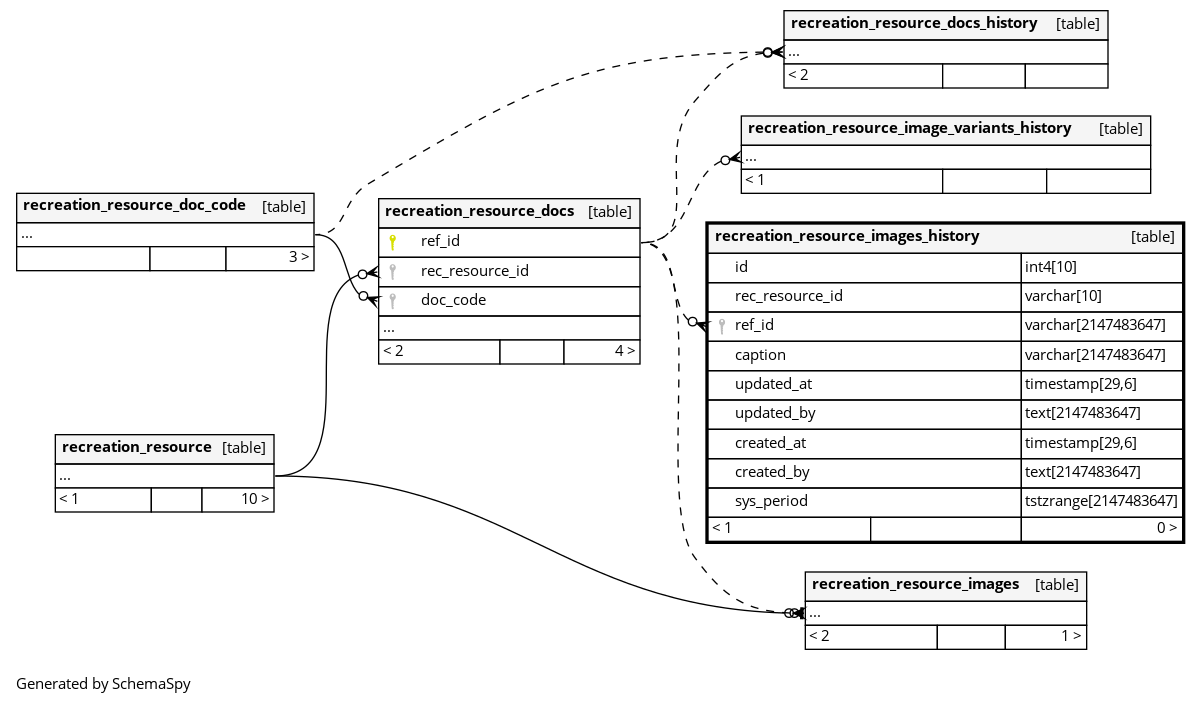 recreation_resource_docs_history [table]
...
< 2
recreation_resource_image_variants_history [table]
...
< 1
recreation_resource_doc_code [table]
...
3 >
recreation_resource_docs [table]
ref_id
rec_resource_id
doc_code
...
< 2 4 >
recreation_resource_images_history [table]
id int4[10]
rec_resource_id varchar[10]
ref_id varchar[2147483647]
caption varchar[2147483647]
updated_at timestamp[29,6]
updated_by text[2147483647]
created_at timestamp[29,6]
created_by text[2147483647]
sys_period tstzrange[2147483647]
< 1 0 >
recreation_resource [table]
...
< 1 10 >
recreation_resource_images [table]
...
< 2 1 >
Generated by SchemaSpy